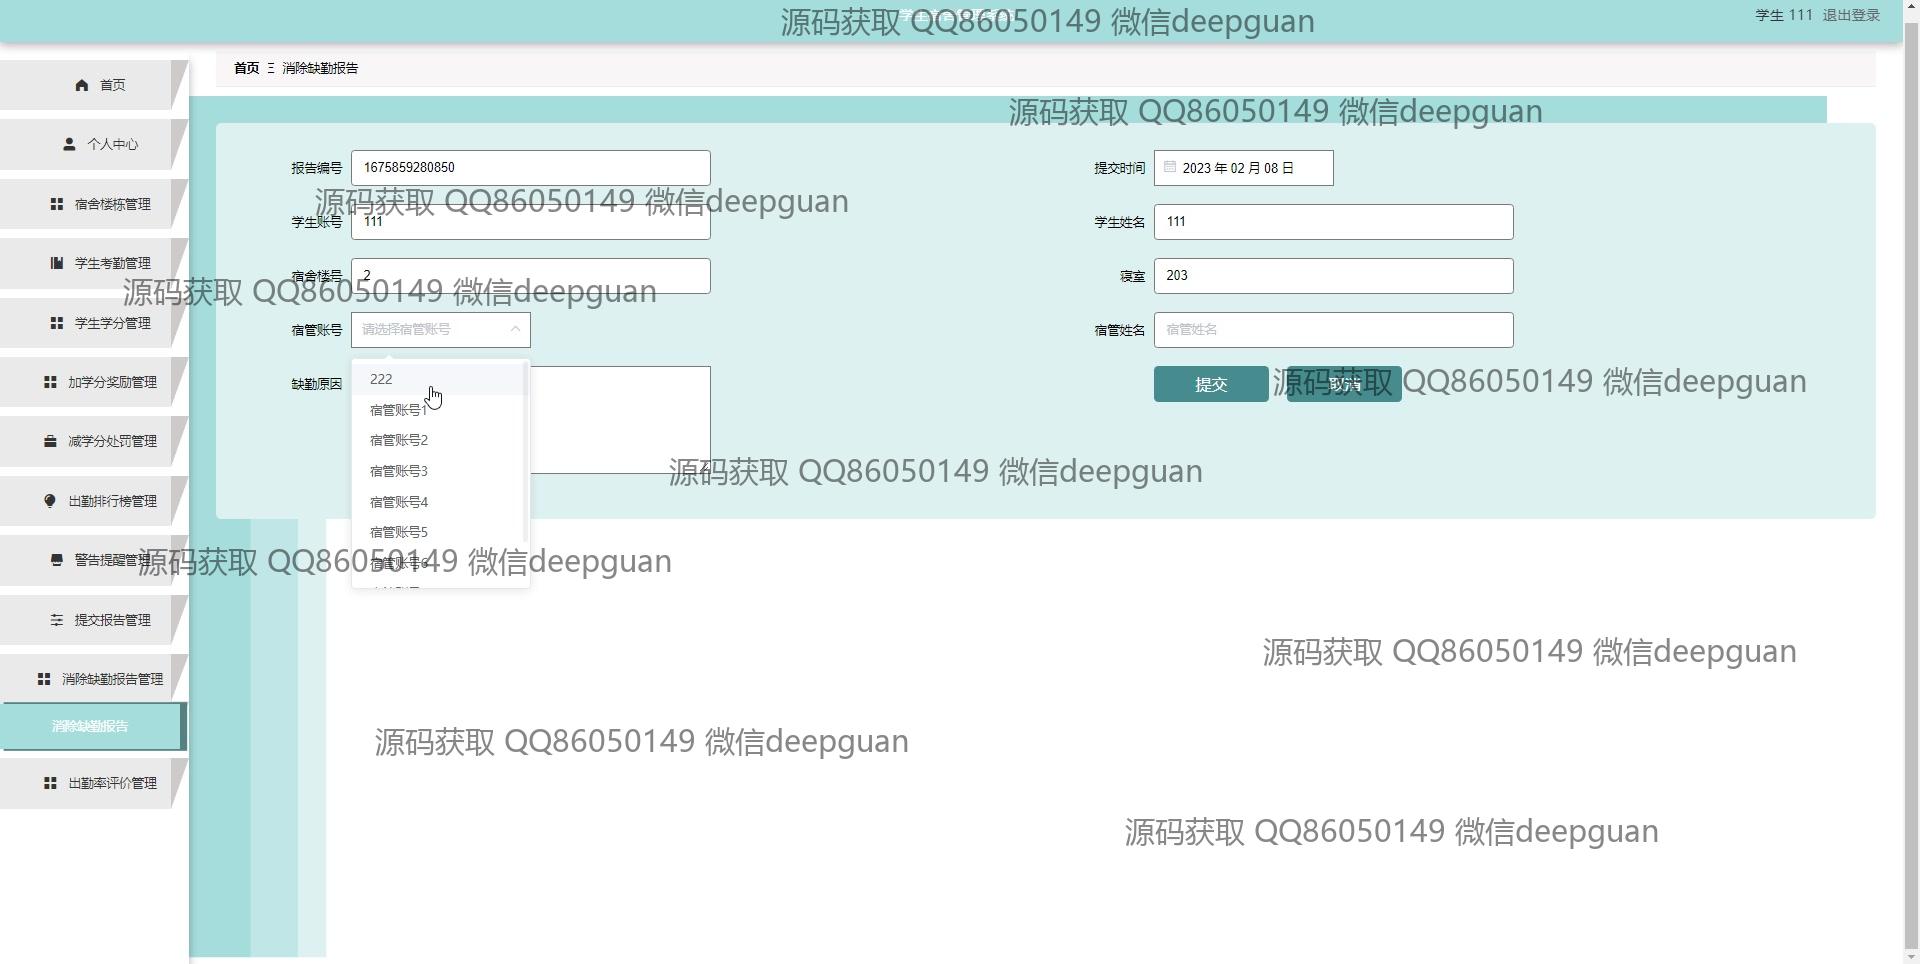 源码获取 QQ86050149 微信deepguan
学生 111 退出登录
首页
个人中心
宿舍楼栋管理
学生考勤管理
学生学分管理
加学分奖励管理
减学分处罚管理
出勤排行榜管理
警告提醒管理
提交报告管理
消除缺勤报告管理
消除缺勤报告
出勤率评价管理
首页 Ξ 消除缺勤报告
源码获取 QQ86050149 微信deepguan
报告编号 1675859280850
提交时间 2023 年 02 月 08 日
源码获取 QQ86050149 微信deepguan
学生账号 111
学生姓名 111
宿舍楼号 2
寝室 203
源码获取 QQ86050149 微信deepguan
宿管账号 请选择宿管账号
宿管姓名 宿管姓名
缺勤原因
提交 取消
源码获取 QQ86050149 微信deepguan
222
宿管账号1
宿管账号2
宿管账号3
宿管账号4
宿管账号5
宿管账号6
源码获取 QQ86050149 微信deepguan
源码获取 QQ86050149 微信deepguan
源码获取 QQ86050149 微信deepguan
源码获取 QQ86050149 微信deepguan
源码获取 QQ86050149 微信deepguan